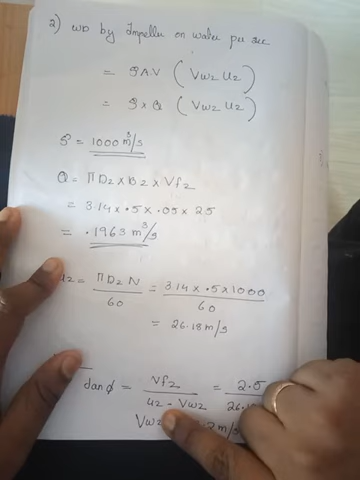 2) WD by Impeller on water per sec
= ρAV (Vw2 U2)
= ρ × Q (Vw2 U2)
ρ = 1000 m³/s
Q = π D2 × B2 × Vf2
= 3.14 × .5 × .05 × 2.5
= .1963 m³/s
U2 = πD2N / 60 = 3.14 × .5 × 1000 / 60
= 26.18 m/s
tan φ = Vf2 / U2 - Vw2 = 2.5 / 26.
Vw2 m/s